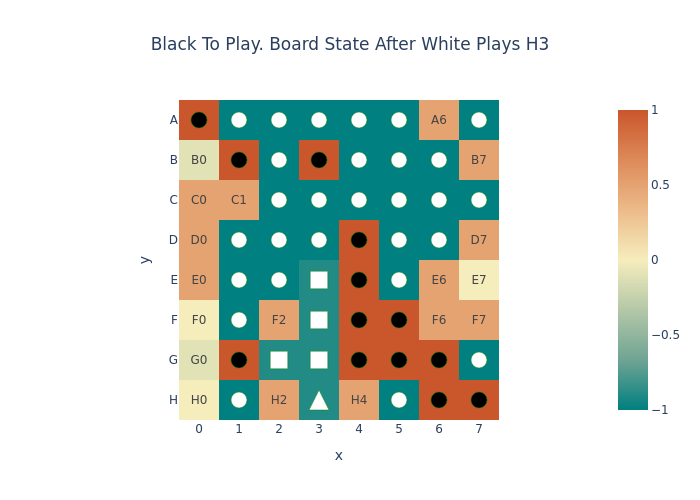 Black To Play. Board State After White Plays H3
A A6 1
B B0 B7
C C0 C1 0.5
D D0 D7
y E E0 E6 E7 0
F F0 F2 F6 F7
G G0 −0.5
H H0 H2 H4 −1
0 1 2 3 4 5 6 7
x